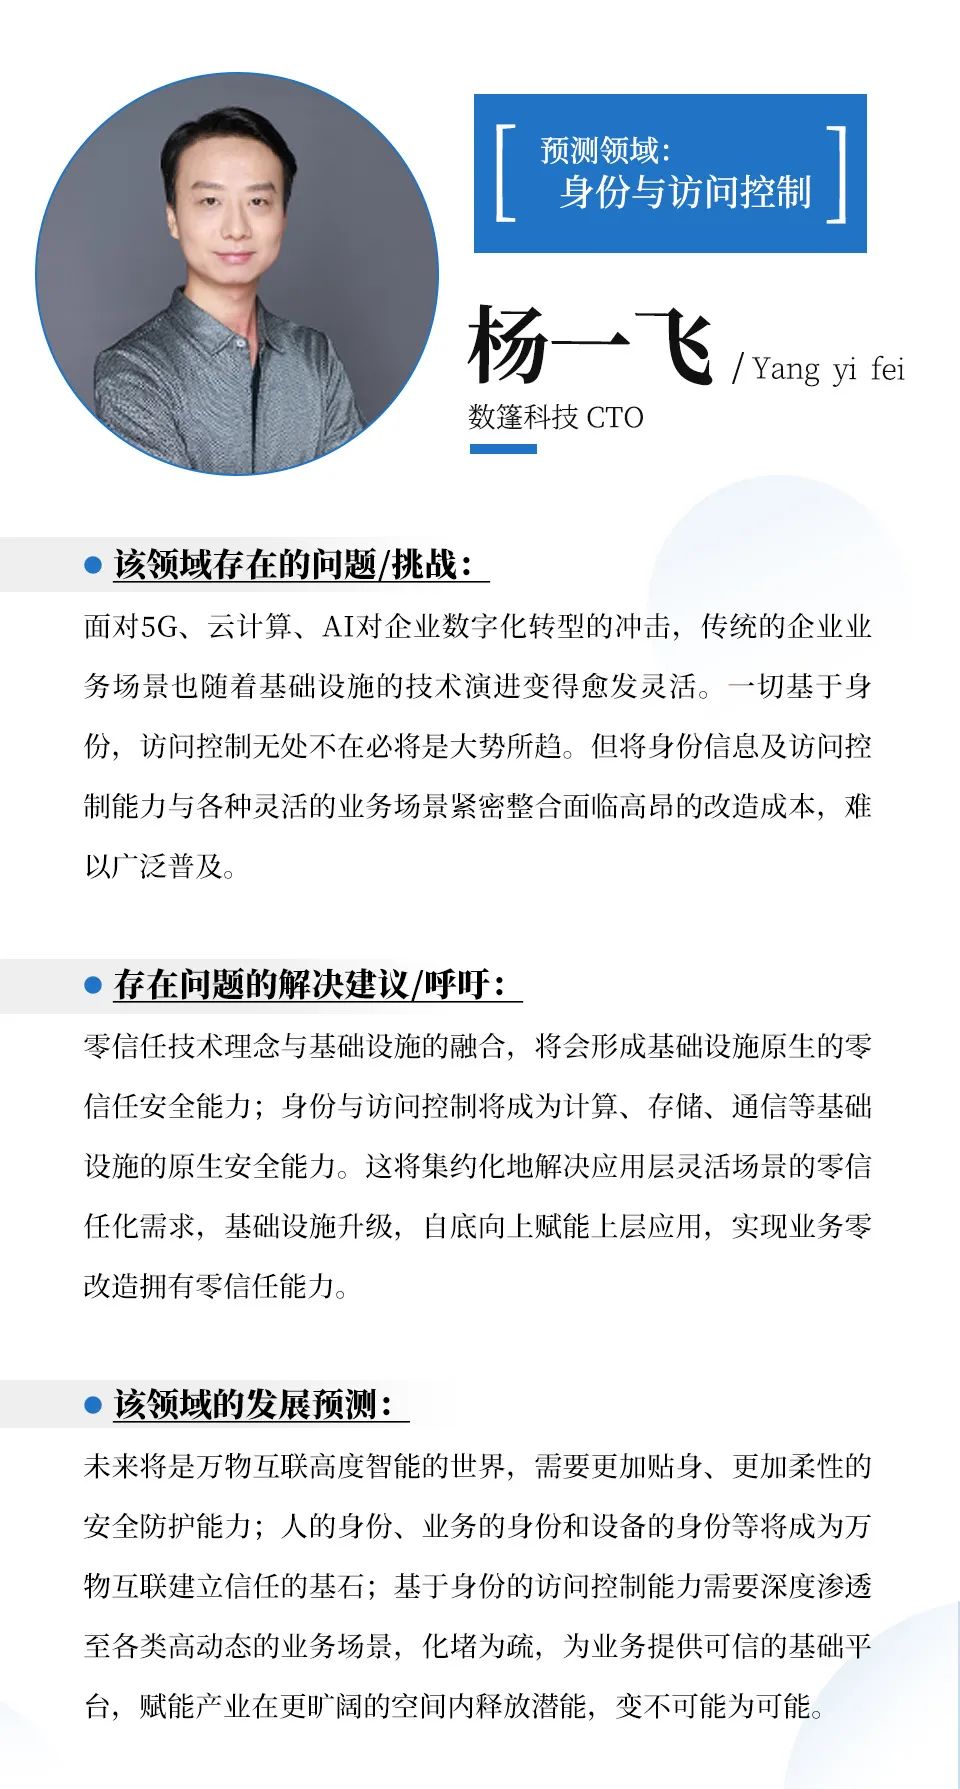 预测领域：
身份与访问控制
杨一飞 / Yang yi fei
数篷科技 CTO
该领域存在的问题/挑战：
面对5G、云计算、AI对企业数字化转型的冲击，传统的企业业
务场景也随着基础设施的技术演进变得愈发灵活。一切基于身
份，访问控制无处不在必将是大势所趋。但将身份信息及访问控
制能力与各种灵活的业务场景紧密整合面临高昂的改造成本，难
以广泛普及。
存在问题的解决建议/呼吁：
零信任技术理念与基础设施的融合，将会形成基础设施原生的零
信任安全能力；身份与访问控制将成为计算、存储、通信等基础
设施的原生安全能力。这将集约化地解决应用层灵活场景的零信
任化需求，基础设施升级，自底向上赋能上层应用，实现业务零
改造拥有零信任能力。
该领域的发展预测：
未来将是万物互联高度智能的世界，需要更加贴身、更加柔性的
安全防护能力；人的身份、业务的身份和设备的身份等将成为万
物互联建立信任的基石；基于身份的访问控制能力需要深度渗透
至各类高动态的业务场景，化堵为疏，为业务提供可信的基础平
台，赋能产业在更旷阔的空间内释放潜能，变不可能为可能。